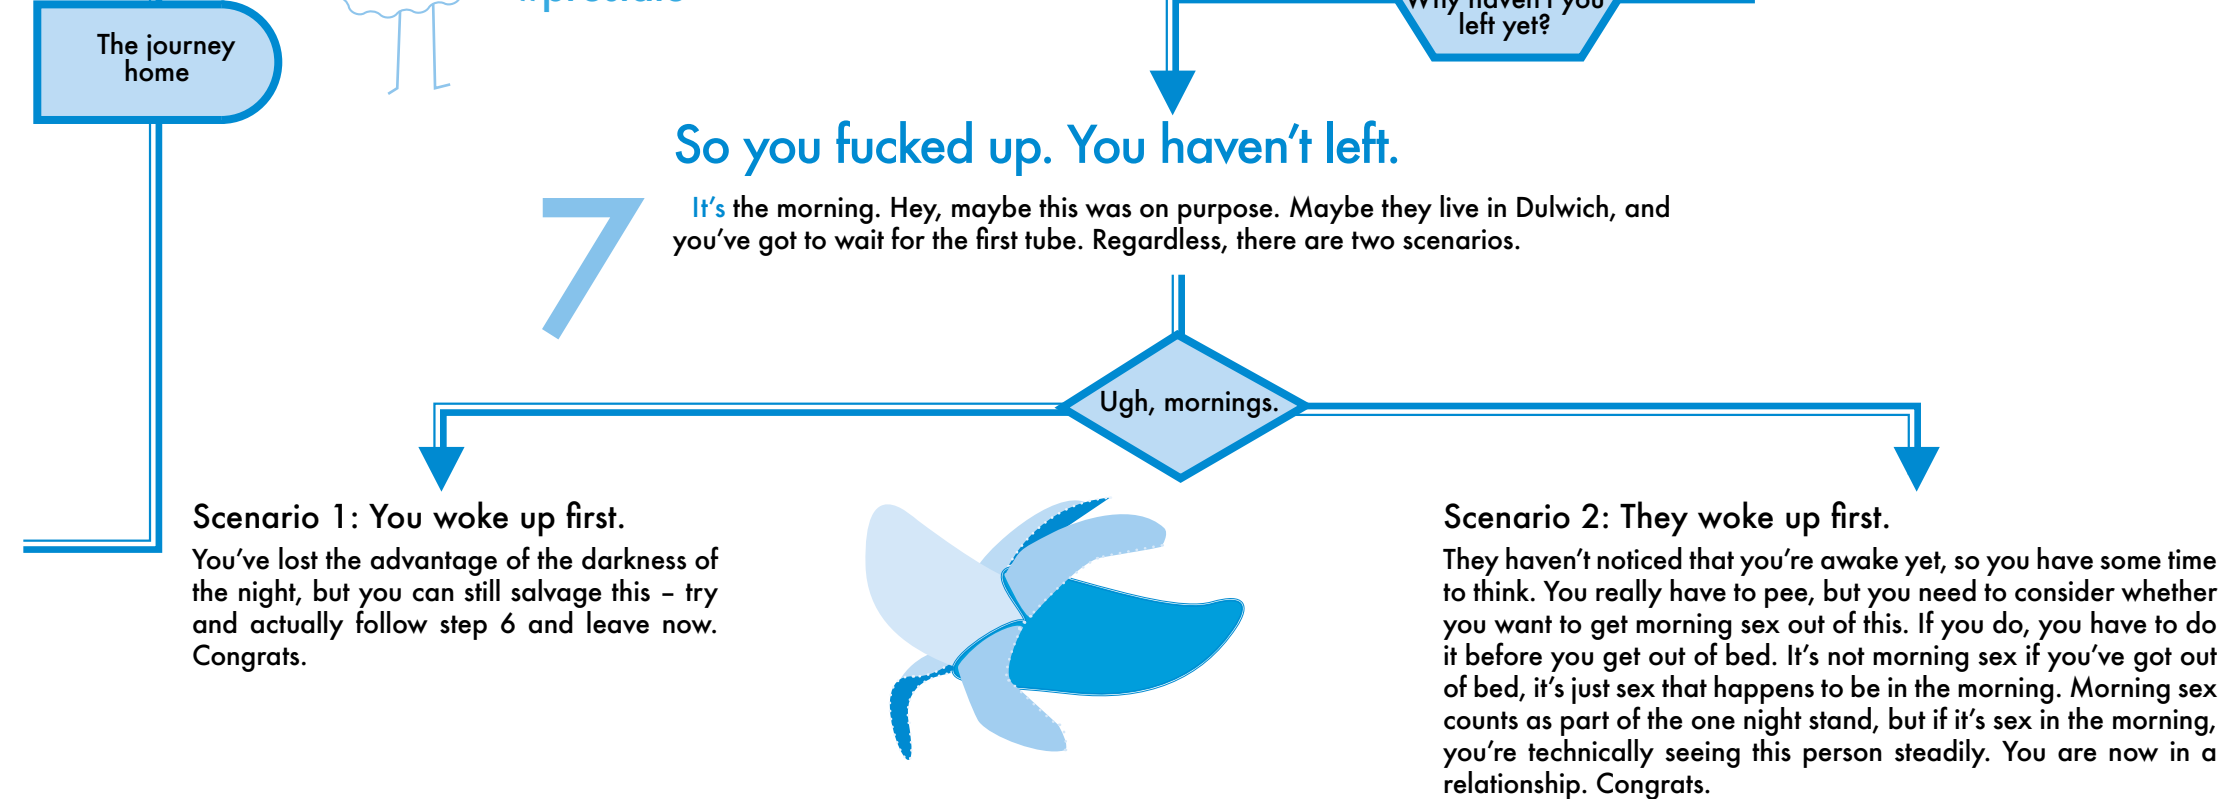 The journey
home
Why haven't you
left yet?
So you fucked up. You haven't left.
7
It's the morning. Hey, maybe this was on purpose. Maybe they live in Dulwich, and
you've got to wait for the first tube. Regardless, there are two scenarios.
Ugh, mornings.
Scenario 1: You woke up first.
You've lost the advantage of the darkness of
the night, but you can still salvage this – try
and actually follow step 6 and leave now.
Congrats.
Scenario 2: They woke up first.
They haven't noticed that you're awake yet, so you have some time
to think. You really have to pee, but you need to consider whether
you want to get morning sex out of this. If you do, you have to do
it before you get out of bed. It's not morning sex if you've got out
of bed, it's just sex that happens to be in the morning. Morning sex
counts as part of the one night stand, but if it's sex in the morning,
you're technically seeing this person steadily. You are now in a
relationship. Congrats.